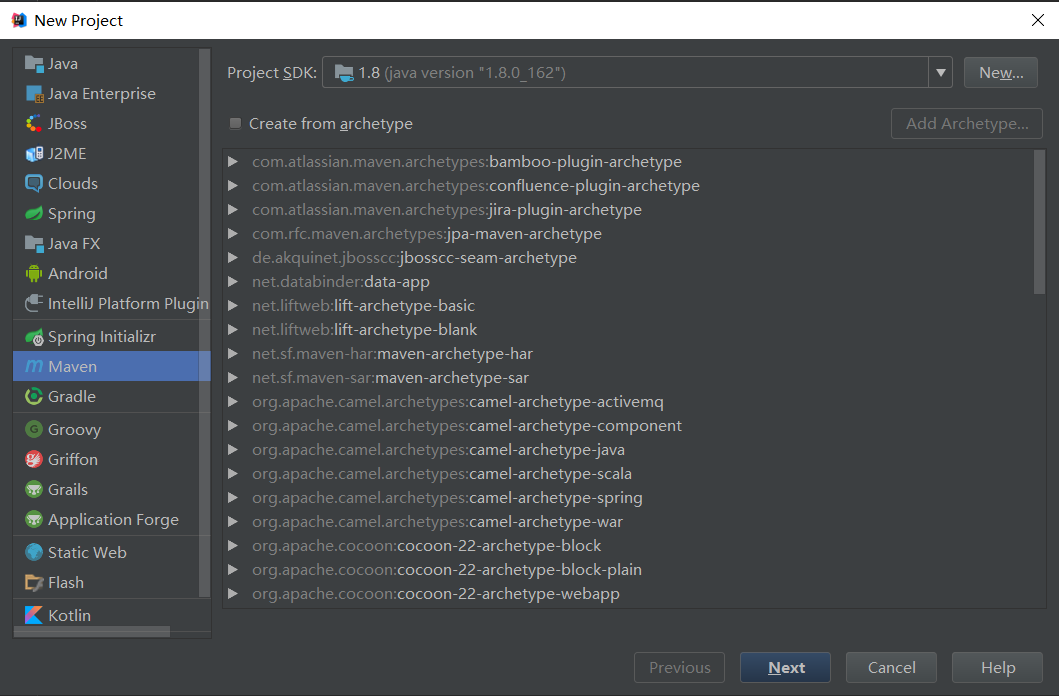 New Project
Java
Java Enterprise
JBoss
J2ME
Clouds
Spring
Java FX
Android
IntelliJ Platform Plugin
Spring Initializr
Maven
Gradle
Groovy
Griffon
Grails
Application Forge
Static Web
Flash
Kotlin
Project SDK: 1.8 (java version "1.8.0_162") New...
Create from archetype Add Archetype...
com.atlassian.maven.archetypes:bamboo-plugin-archetype
com.atlassian.maven.archetypes:confluence-plugin-archetype
com.atlassian.maven.archetypes:jira-plugin-archetype
com.rfc.maven.archetypes:jpa-maven-archetype
de.akquinet.jbosscc:jbosscc-seam-archetype
net.databinder:data-app
net.liftweb:lift-archetype-basic
net.liftweb:lift-archetype-blank
net.sf.maven-har:maven-archetype-har
net.sf.maven-sar:maven-archetype-sar
org.apache.camel.archetypes:camel-archetype-activemq
org.apache.camel.archetypes:camel-archetype-component
org.apache.camel.archetypes:camel-archetype-java
org.apache.camel.archetypes:camel-archetype-scala
org.apache.camel.archetypes:camel-archetype-spring
org.apache.camel.archetypes:camel-archetype-war
org.apache.cocoon:cocoon-22-archetype-block
org.apache.cocoon:cocoon-22-archetype-block-plain
org.apache.cocoon:cocoon-22-archetype-webapp
Previous Next Cancel Help